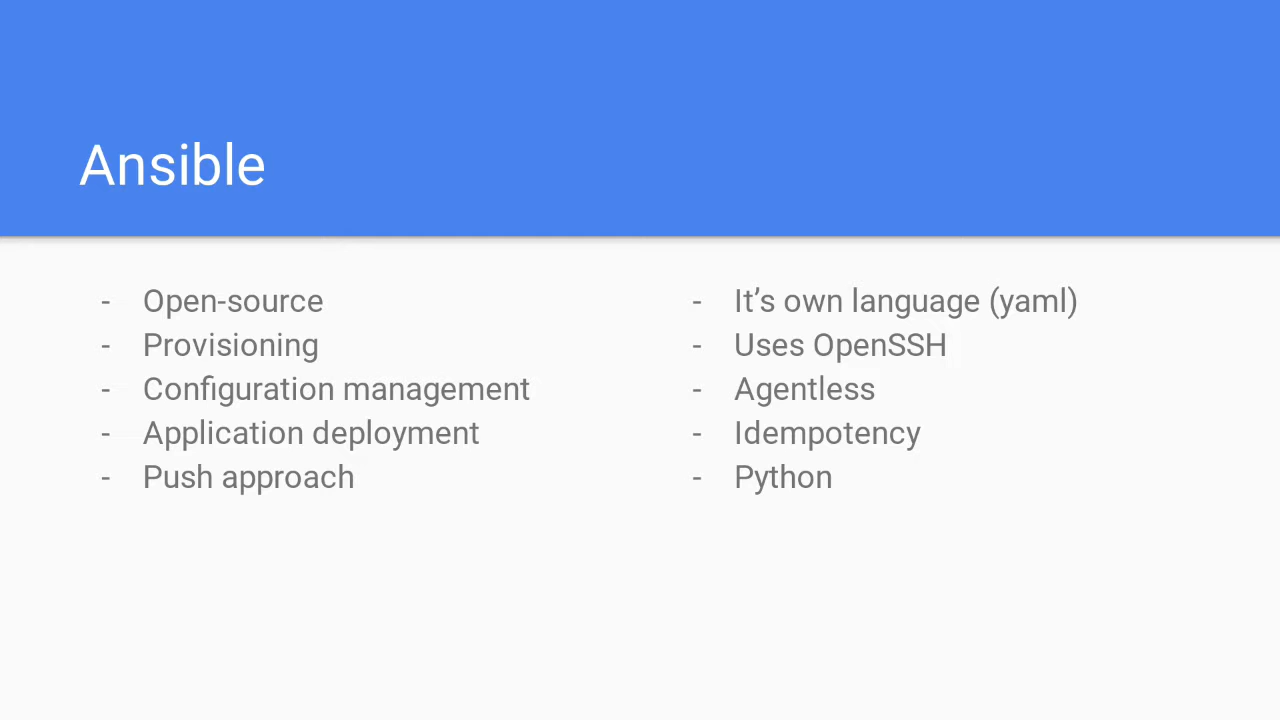 Ansible
- Open-source
- Provisioning
- Configuration management
- Application deployment
- Push approach
- It’s own language (yaml)
- Uses OpenSSH
- Agentless
- Idempotency
- Python